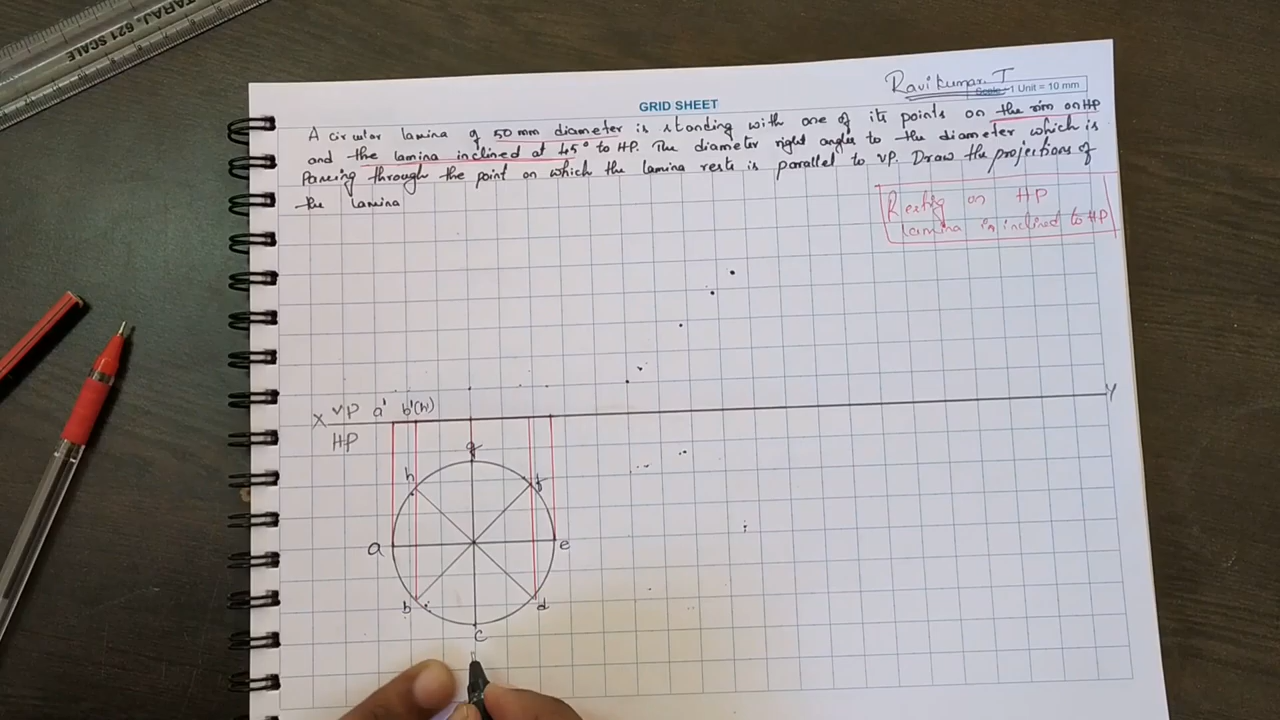 TARAJ, 621 SCALE
Ravi kumar. T
GRID SHEET
Scale - 1 Unit = 10 mm
A circular lamina of 50 mm diameter is standing with one of its points on the rim on HP
and the lamina inclined at 45° to HP. The diameter right angles to the diameter which is
Passing through the point on which the lamina rests is parallel to VP. Draw the projections of
the lamina
Resting on HP
lamina is inclined to HP
X VP a' b'(h') Y
HP
g
h f
a e
b d
c